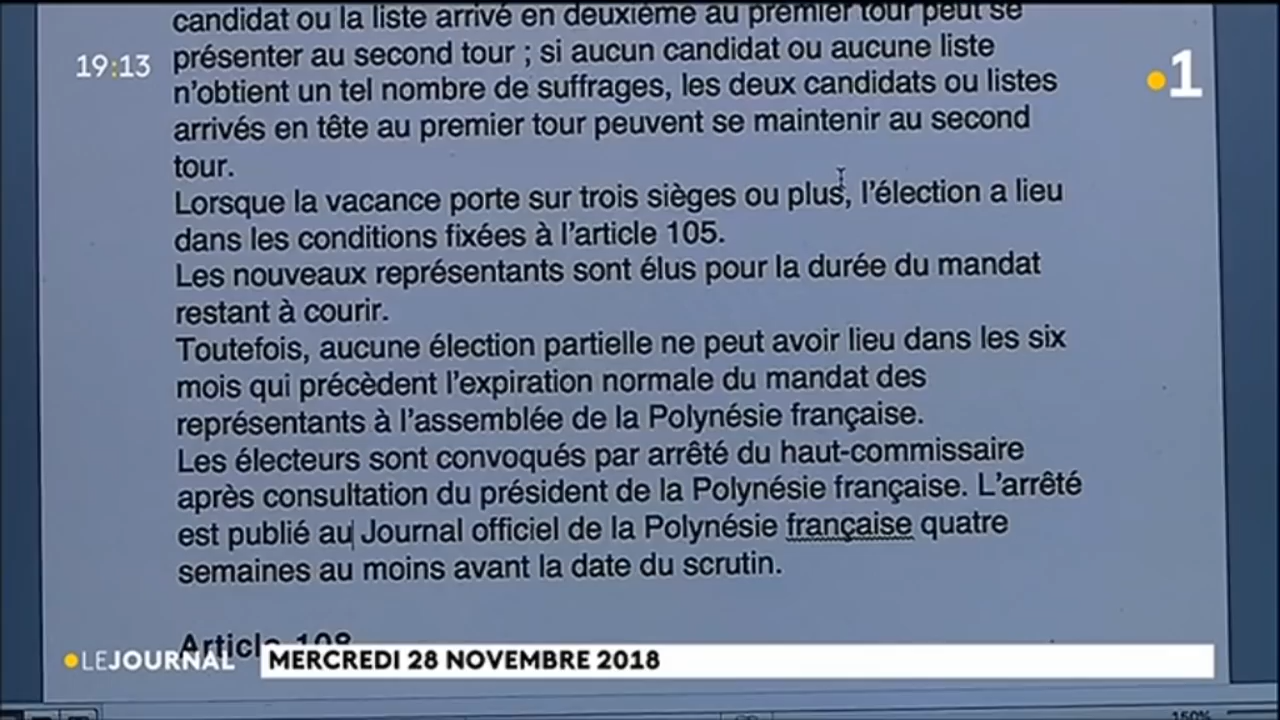 candidat ou la liste arrivé en deuxième au premier tour peut se
19:13
présenter au second tour ; si aucun candidat ou aucune liste
1
n'obtient un tel nombre de suffrages, les deux candidats ou listes
arrivés en tête au premier tour peuvent se maintenir au second
tour.
Lorsque la vacance porte sur trois sièges ou plus, l'élection a lieu
dans les conditions fixées à l'article 105.
Les nouveaux représentants sont élus pour la durée du mandat
restant à courir.
Toutefois, aucune élection partielle ne peut avoir lieu dans les six
mois qui précèdent l'expiration normale du mandat des
représentants à l'assemblée de la Polynésie française.
Les électeurs sont convoqués par arrêté du haut-commissaire
après consultation du président de la Polynésie française. L'arrêté
est publié au Journal officiel de la Polynésie française quatre
semaines au moins avant la date du scrutin.
Article 108
LEJOURNAL
MERCREDI 28 NOVEMBRE 2018
150%